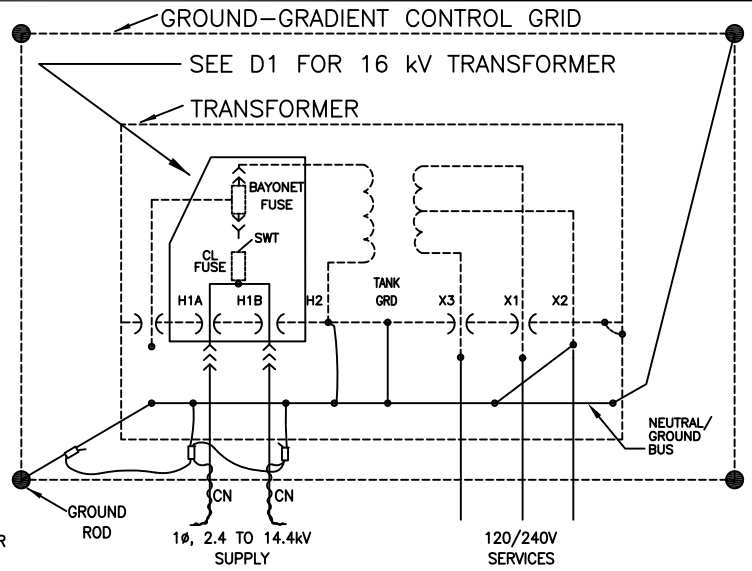 GROUND-GRADIENT CONTROL GRID
SEE D1 FOR 16 kV TRANSFORMER
TRANSFORMER
BAYONET
FUSE
SWT
CL
FUSE
TANK
GRD
H1A
H1B
H2
X3
X1
X2
NEUTRAL/
GROUND
BUS
CN
CN
GROUND
ROD
R
1ø, 2.4 TO 14.4kV
SUPPLY
120/240V
SERVICES